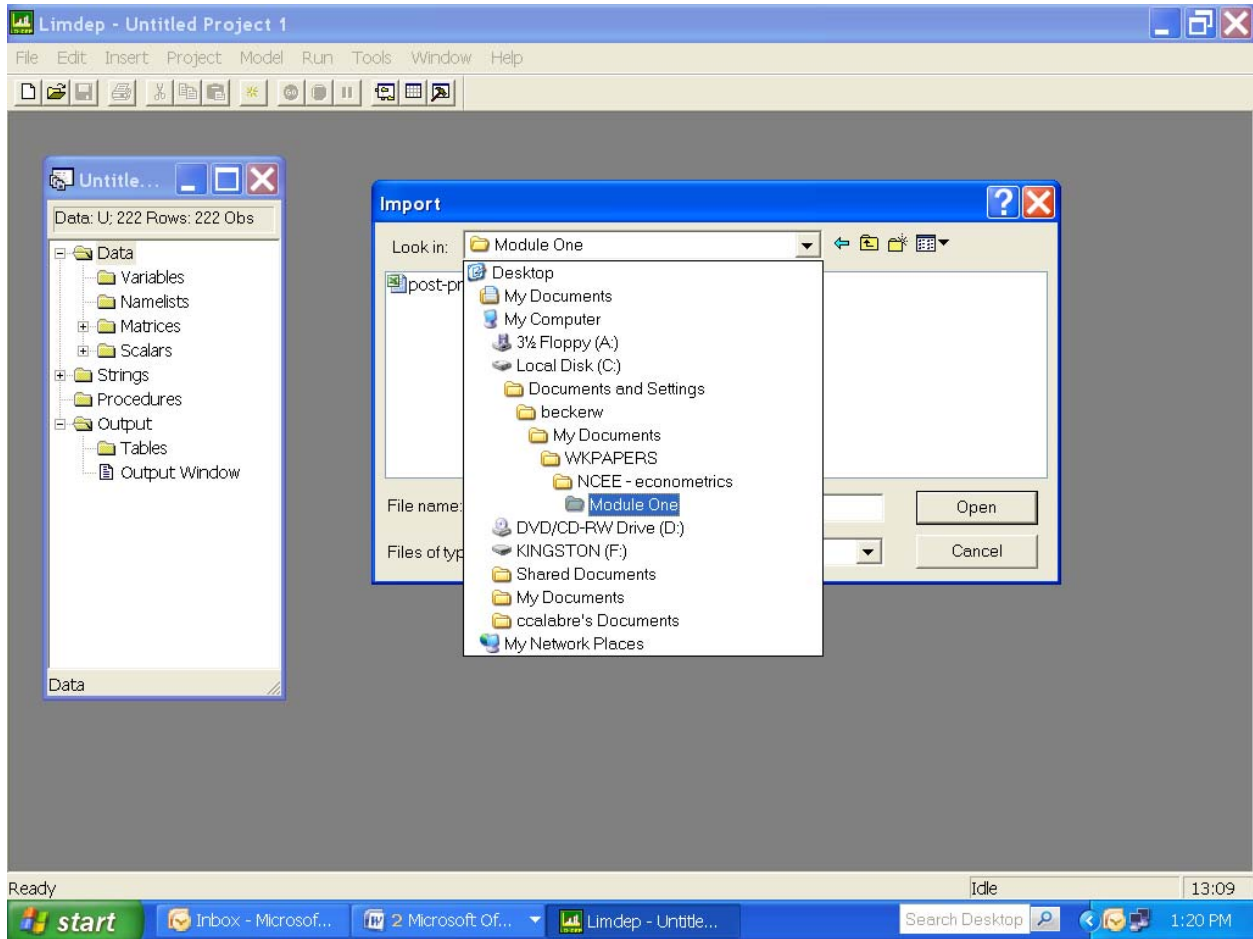 Limdep - Untitled Project 1
File Edit Insert Project Model Run Tools Window Help
Untitle...
Data: U; 222 Rows: 222 Obs
Data
Variables
Namelists
Matrices
Scalars
Strings
Procedures
Output
Tables
Output Window
Data
Import
Look in: Module One
post-pr
Desktop
My Documents
My Computer
3½ Floppy (A:)
Local Disk (C:)
Documents and Settings
beckerw
My Documents
WKPAPERS
NCEE - econometrics
Module One
DVD/CD-RW Drive (D:)
KINGSTON (F:)
Shared Documents
My Documents
ccalabre's Documents
My Network Places
File name:
Open
Files of typ
Cancel
Ready Idle 13:09
start Inbox - Microsof... 2 Microsoft Of... Limdep - Untitle... Search Desktop 1:20 PM